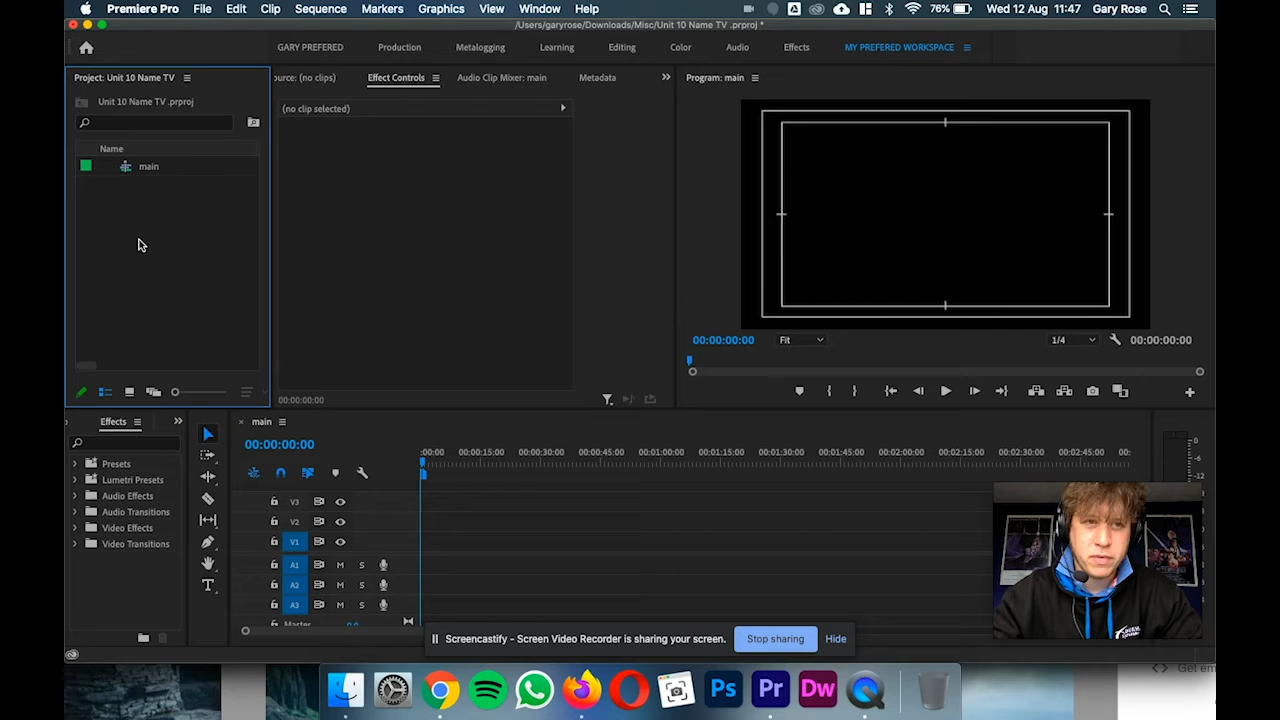 Premiere Pro File Edit Clip Sequence Markers Graphics View Window Help 76% Wed 12 Aug 11:47 Gary Rose
/Users/garyrose/Downloads/Misc/Unit 10 Name TV .prproj *
GARY PREFERED Production Metalogging Learning Editing Color Audio Effects MY PREFERED WORKSPACE
Project: Unit 10 Name TV ource: (no clips) Effect Controls Audio Clip Mixer: main Metadata Program: main
Unit 10 Name TV .prproj
(no clip selected)
Name
main
00:00:00:00 Fit 1/4 00:00:00:00
00:00:00:00
Effects main
00:00:00:00
:00:00 00:00:15:00 00:00:30:00 00:00:45:00 00:01:00:00 00:01:15:00 00:01:30:00 00:01:45:00 00:02:00:00 00:02:15:00 00:02:30:00 00:02:45:00 00:
Presets
Lumetri Presets
Audio Effects
Audio Transitions
Video Effects
Video Transitions
V3
V2
V1
A1 M S
A2 M S
A3 M S
Master 0.0
0
-6
-12
Screencastify - Screen Video Recorder is sharing your screen. Stop sharing Hide
Get em
Ps Pr Dw